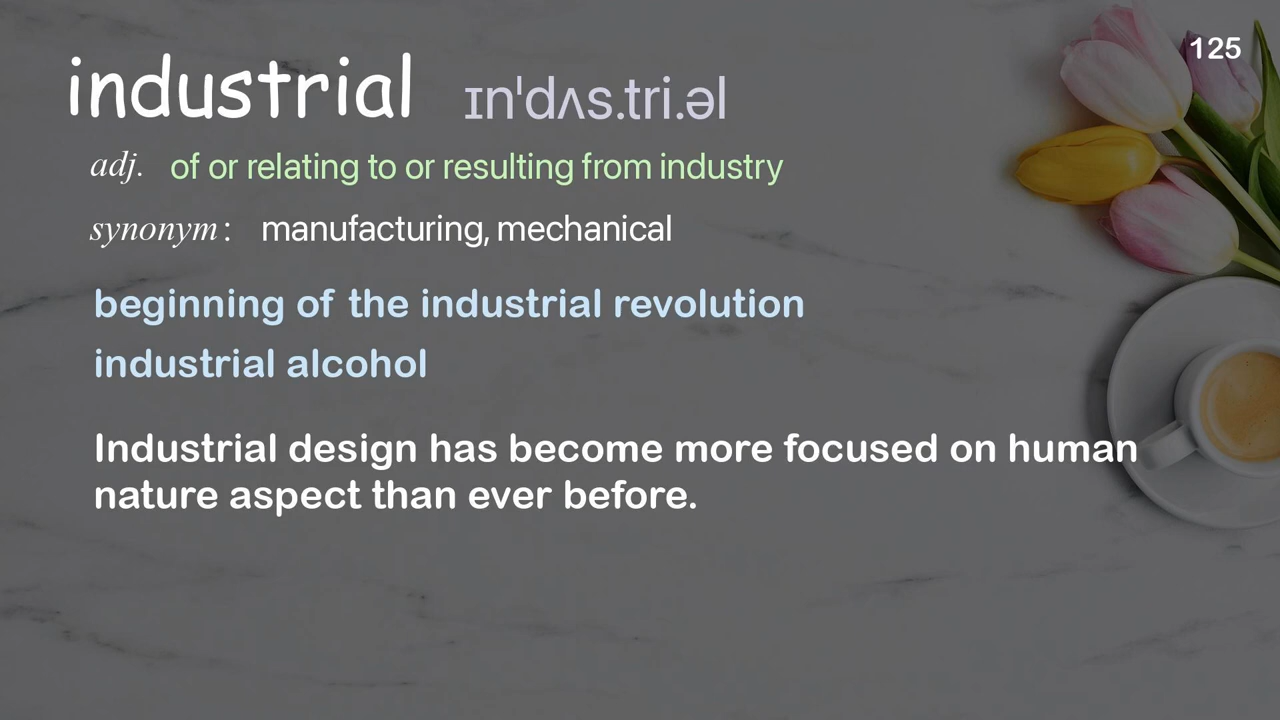 125
industrial ɪnˈdʌs.tri.əl
adj. of or relating to or resulting from industry
synonym: manufacturing, mechanical
beginning of the industrial revolution
industrial alcohol
Industrial design has become more focused on human
nature aspect than ever before.